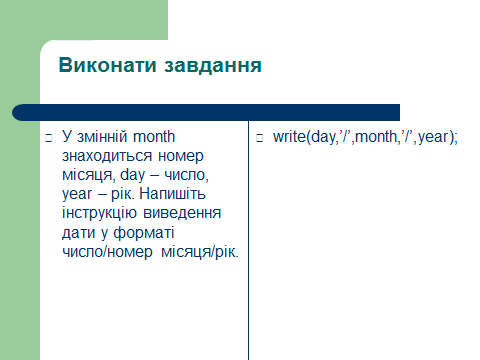 Виконати завдання
У змінній month
знаходиться номер
місяця, day – число,
year – рік. Напишіть
інструкцію виведення
дати у форматі
число/номер місяця/рік.
write(day,’/’,month,’/’,year);